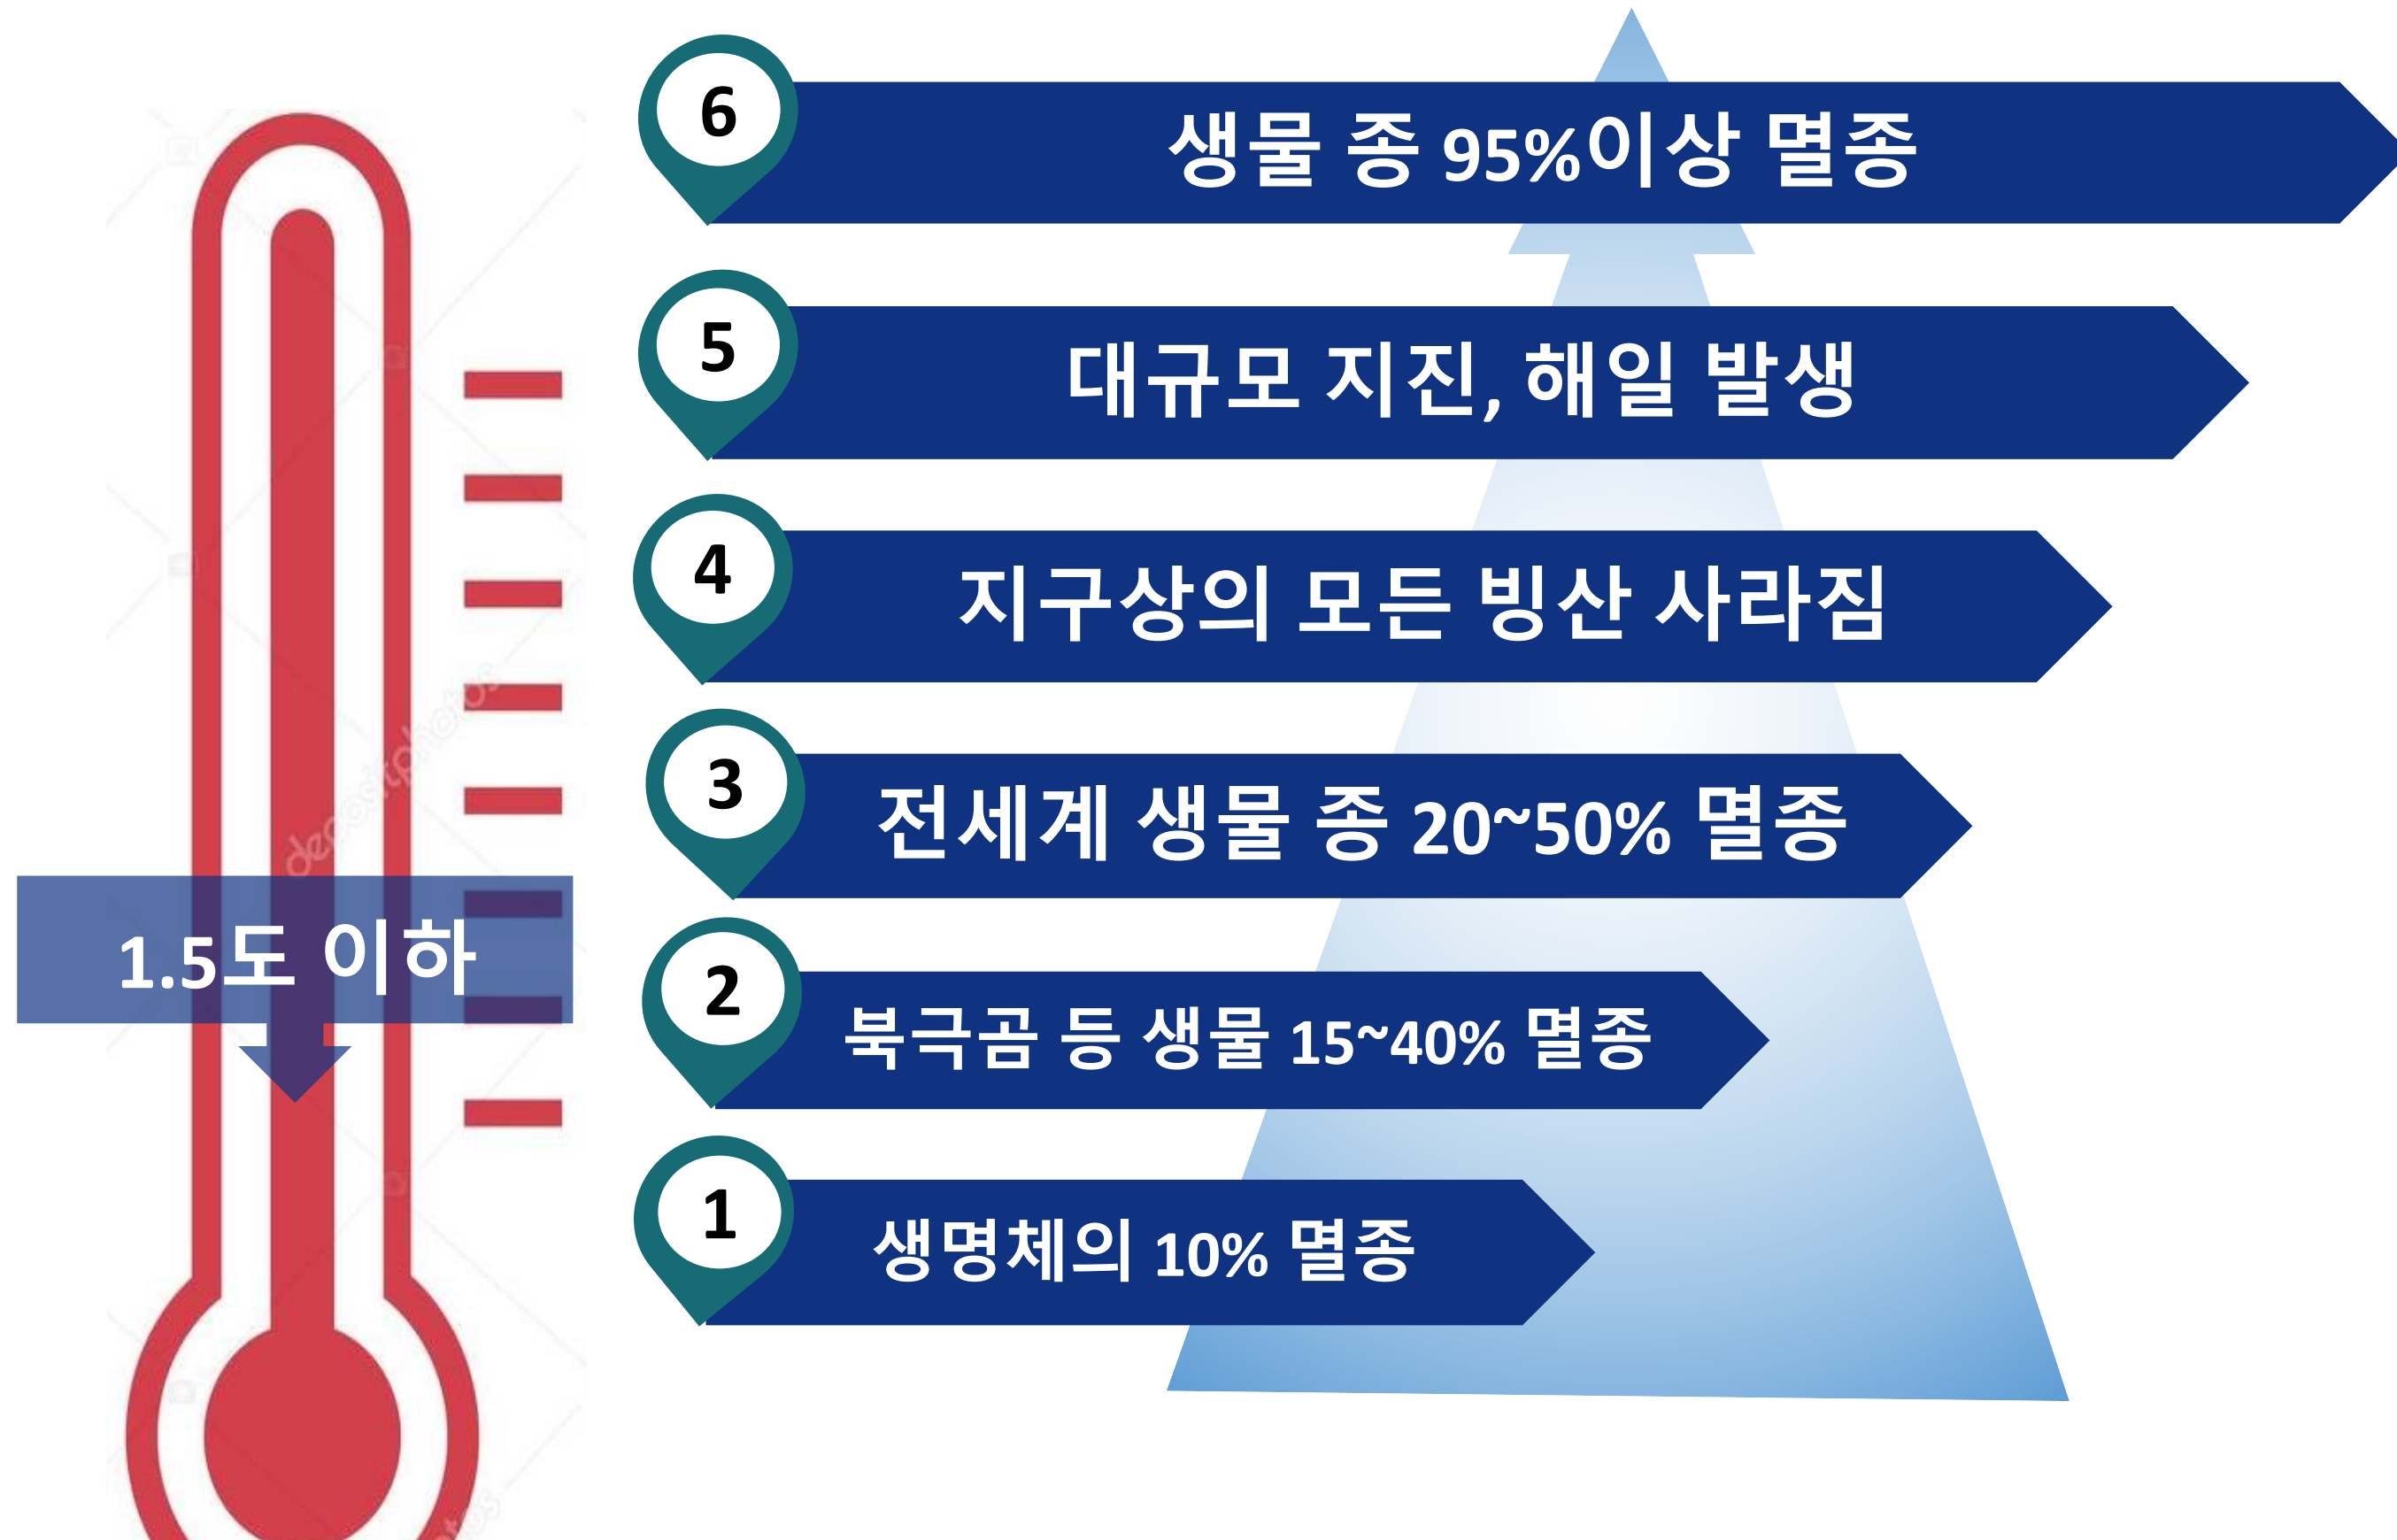 6
생물 종 95%이상 멸종
5
대규모 지진, 해일 발생
4
지구상의 모든 빙산 사라짐
3
전세계 생물 종 20~50% 멸종
1.5도 이하
2
북극곰 등 생물 15~40% 멸증
1
생명체의 10% 멸종
depositphotos